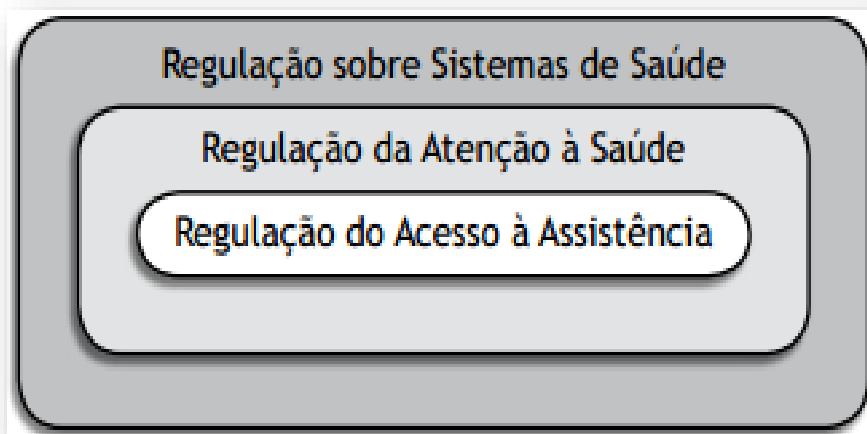 Regulação sobre Sistemas de Saúde
Regulação da Atenção à Saúde
Regulação do Acesso à Assistência